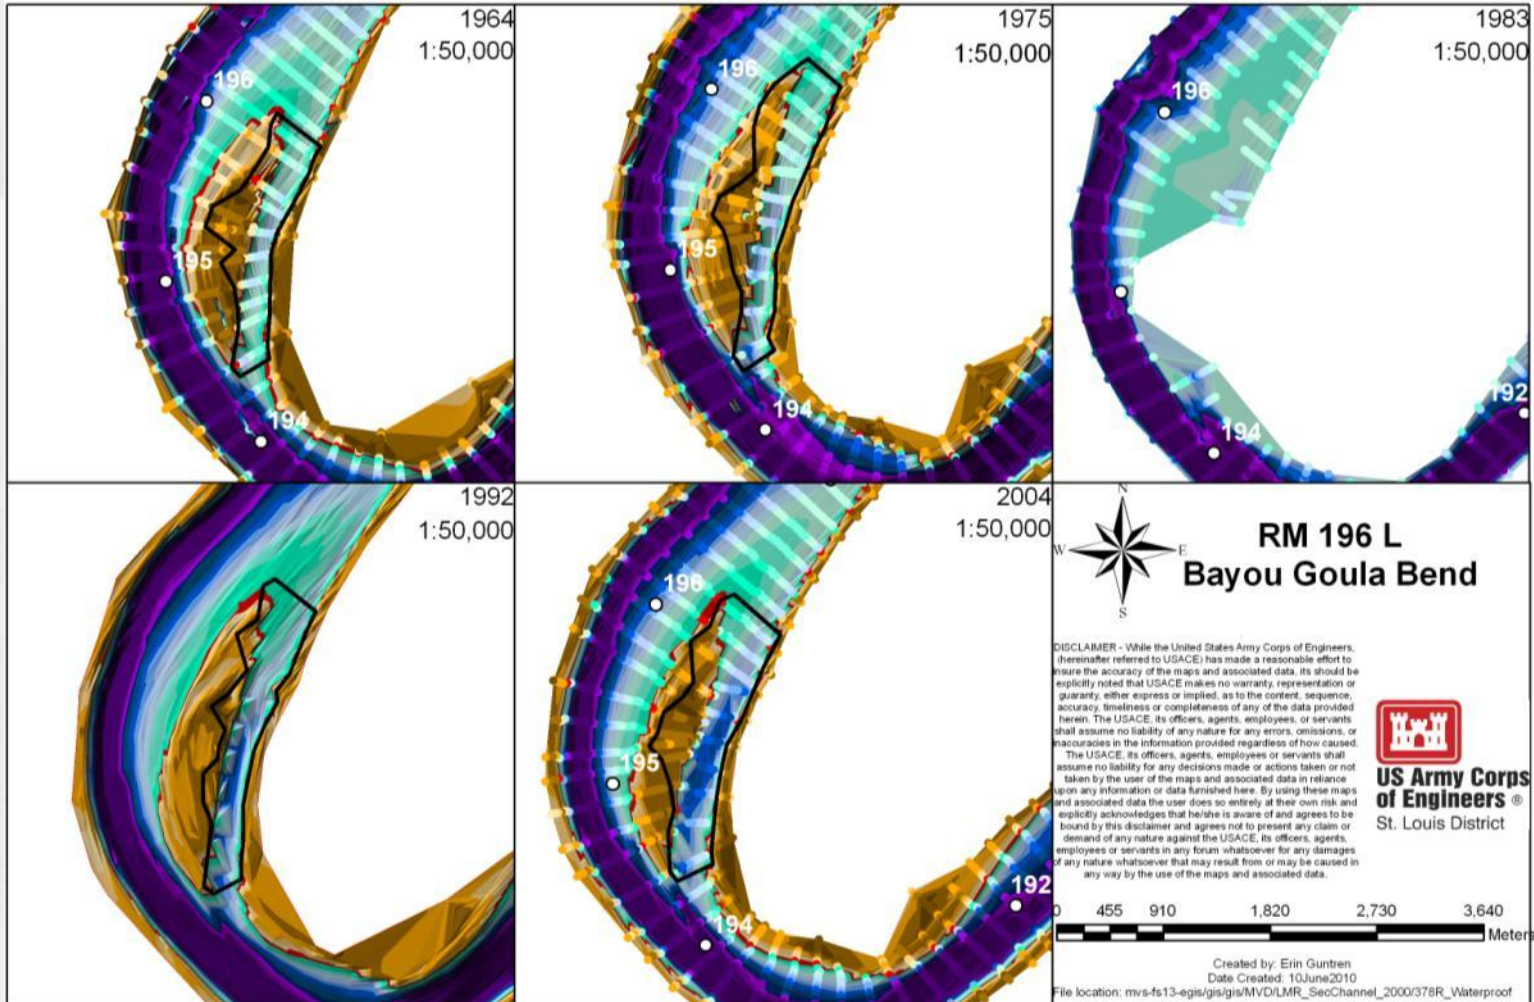 1964
1:50,000
196
195
194
1975
1:50,000
196
195
194
1983
1:50,000
196
192
194
1992
1:50,000
2004
1:50,000
196
195
194
192
N
W
E
S
RM 196 L
Bayou Goula Bend
DISCLAIMER - While the United States Army Corps of Engineers,
(hereinafter referred to USACE) has made a reasonable effort to
insure the accuracy of the maps and associated data, its should be
explicitly noted that USACE makes no warranty, representation or
guaranty, either express or implied, as to the content, sequence,
accuracy, timeliness or completeness of any of the data provided
herein. The USACE, its officers, agents, employees, or servants
shall assume no liability of any nature for any errors, omissions, or
inaccuracies in the information provided regardless of how caused.
The USACE, its officers, agents, employees or servants shall
assume no liability for any decisions made or actions taken or not
taken by the user of the maps and associated data in reliance
upon any information or data furnished here. By using these maps
and associated data the user does so entirely at their own risk and
explicitly acknowledges that he/she is aware of and agrees to be
bound by this disclaimer and agrees not to present any claim or
demand of any nature against the USACE, its officers, agents,
employees or servants in any forum whatsoever for any damages
of any nature whatsoever that may result from or may be caused in
any way by the use of the maps and associated data.
US Army Corps
of Engineers ®
St. Louis District
0 455 910 1,820 2,730 3,640
Meters
Created by: Erin Guntren
Date Created: 10June2010
File location: mvs-fs13-egis/gis/gis/MVD/LMR_SecChannel_2000/378R_Waterproof